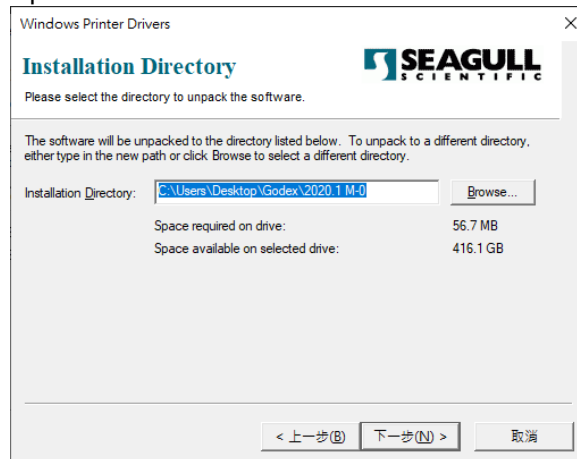 Windows Printer Drivers
Installation Directory
SEAGULL
SCIENTIFIC
Please select the directory to unpack the software.
The software will be unpacked to the directory listed below. To unpack to a different directory,
either type in the new path or click Browse to select a different directory.
Installation Directory: C:\Users\Desktop\Godex\2020.1 M-0 Browse...
Space required on drive: 56.7 MB
Space available on selected drive: 416.1 GB
< 上一步(B) 下一步(N) > 取消